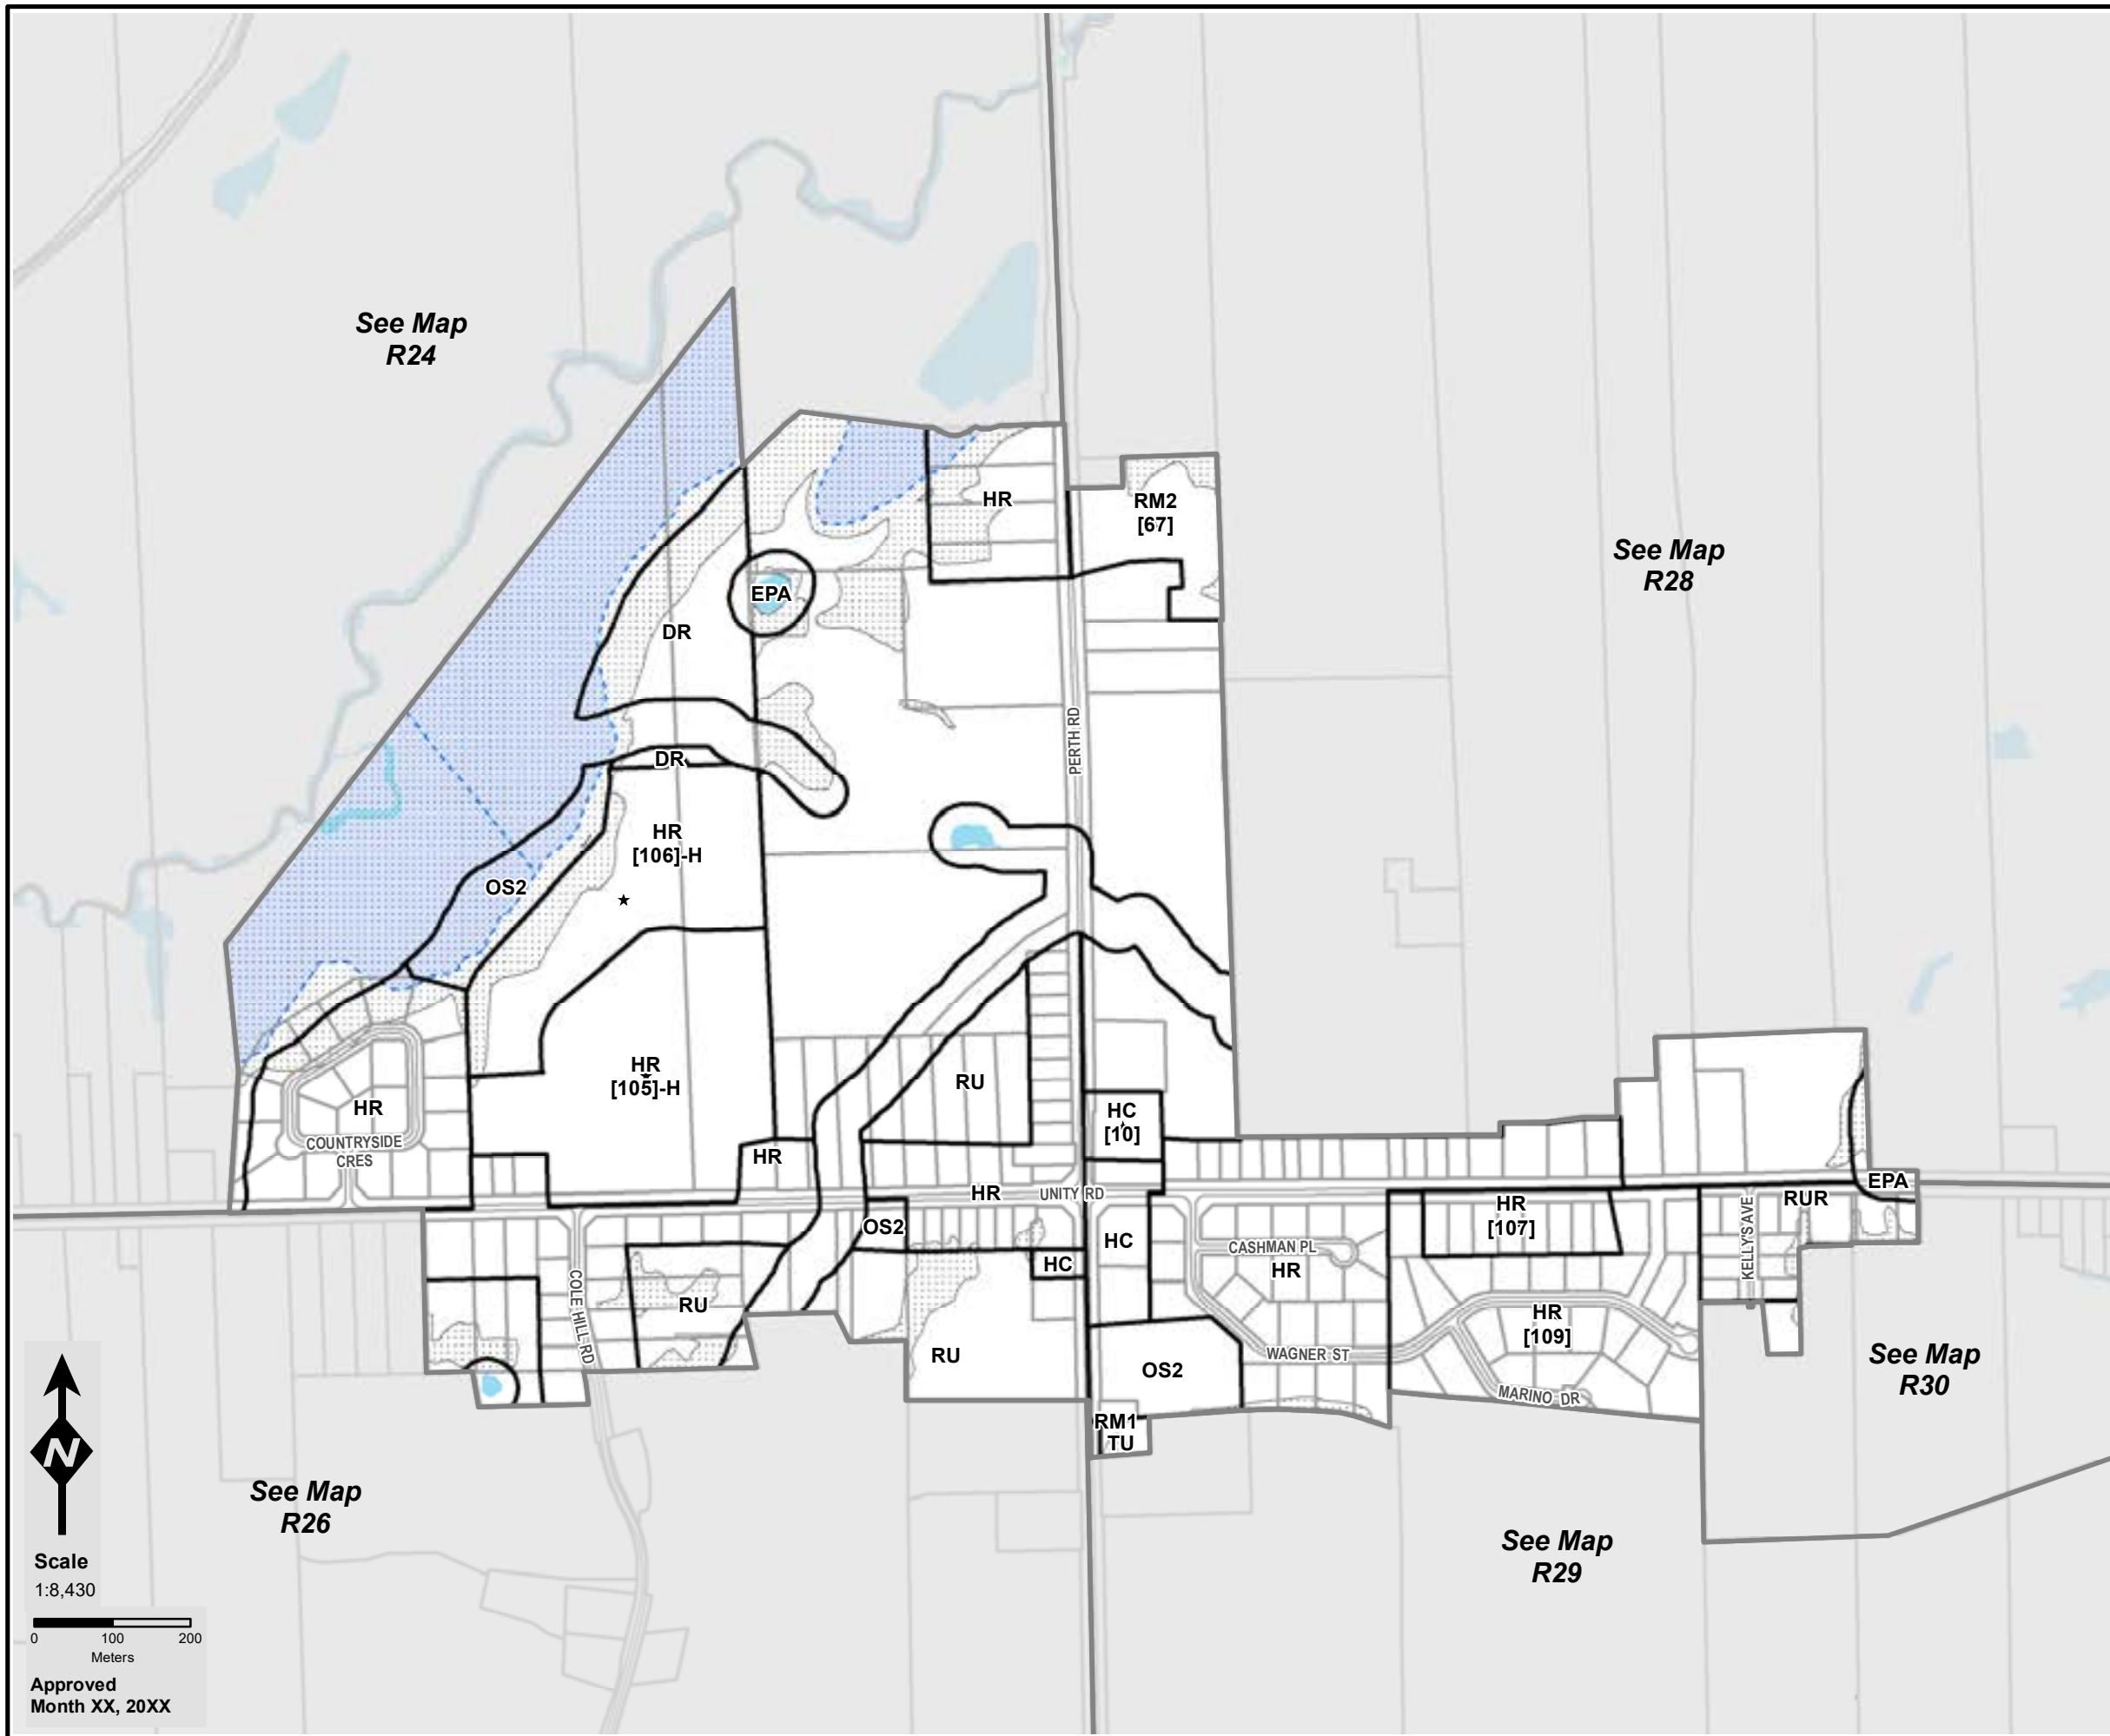 See Map
R24
HR
RM2
[67]
See Map
R28
EPA
DR
PERTH RD
DR
HR
[106]-H
OS2
HR
[105]-H
RU
HR
COUNTRYSIDE
CRES
HC
[10]
HR
HR
UNITY RD
EPA
RUR
HR
[107]
OS2
HC
HC
CASHMAN PL
HR
KELLY'S AVE
COLE HILL RD
RU
HR
[109]
RU
WAGNER ST
OS2
MARINO DR
See Map
R30
RM1
TU
N
See Map
R26
See Map
R29
Scale
1:8,430
0 100 200
Meters
Approved
Month XX, 20XX